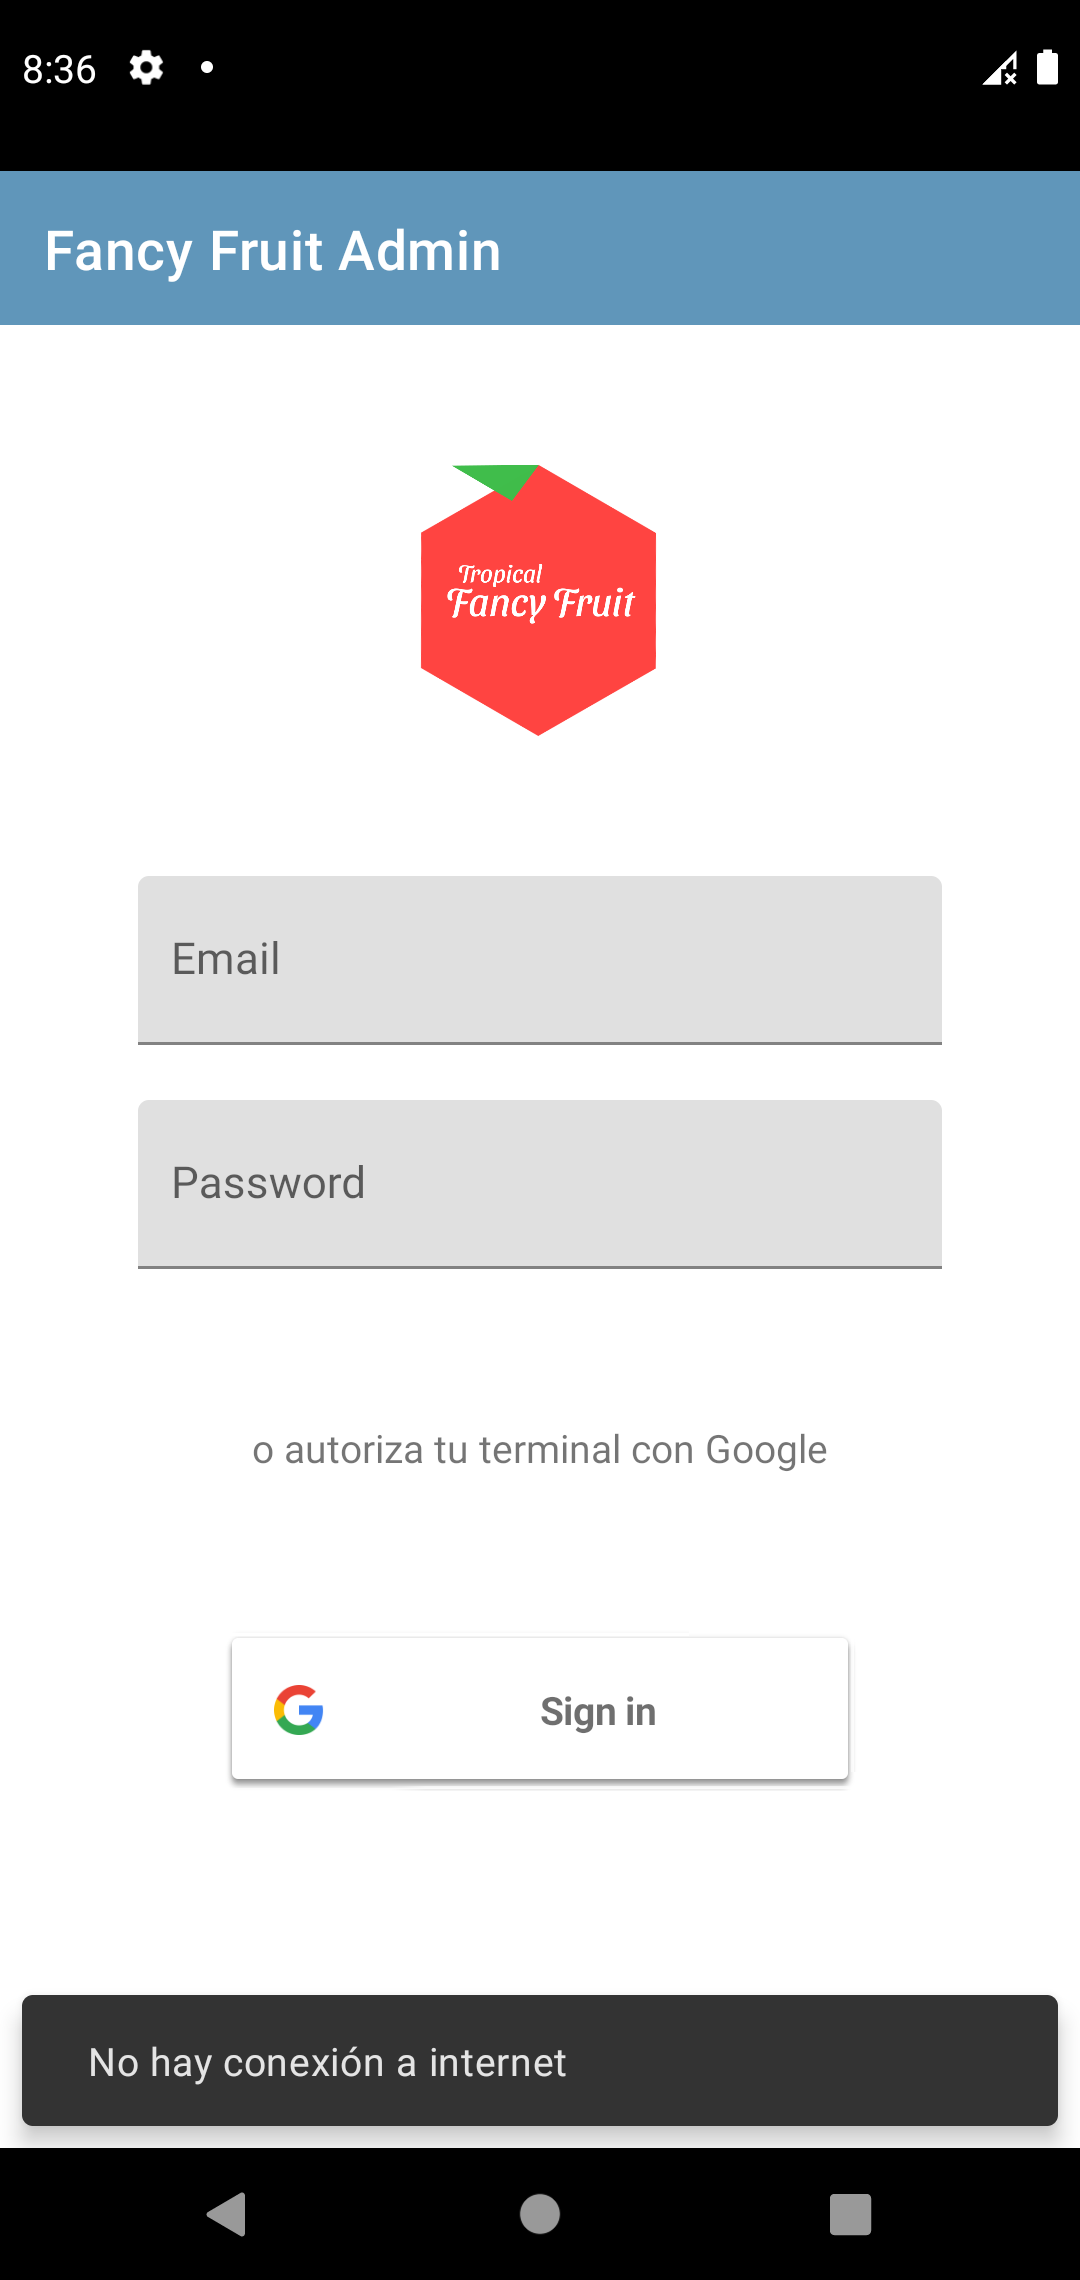 8:36
Fancy Fruit Admin
Tropical
Fancy Fruit
Email
Password
o autoriza tu terminal con Google
Sign in
No hay conexión a internet